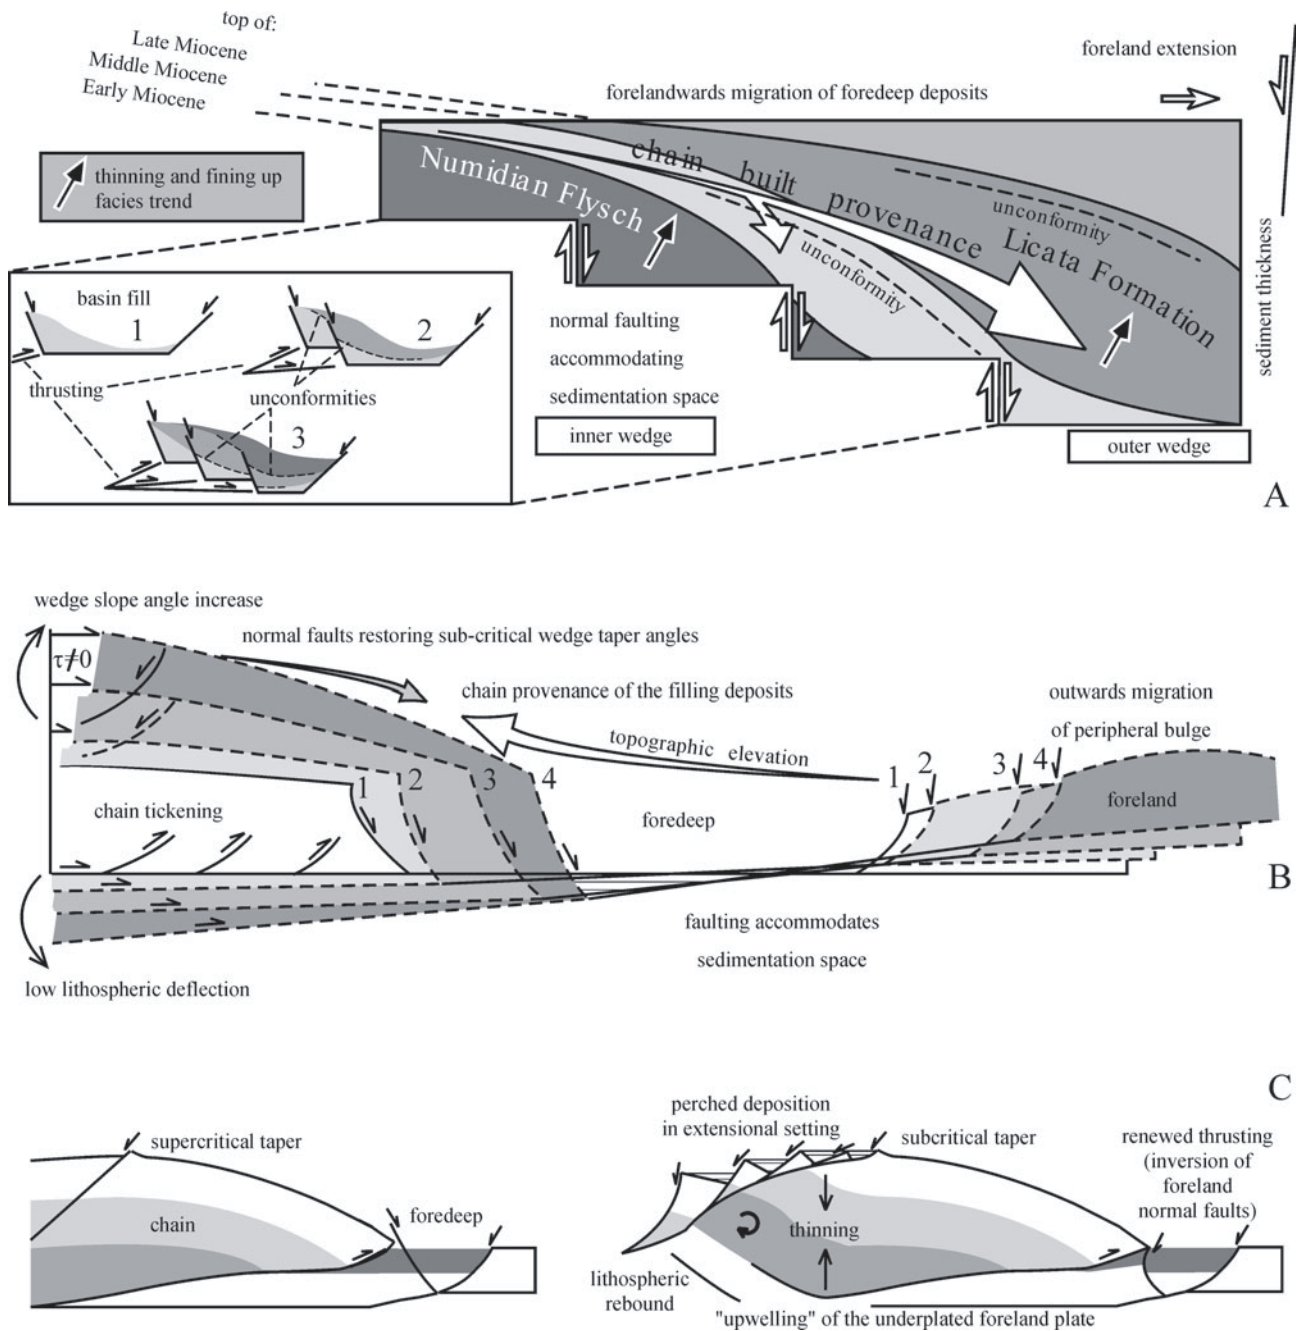 top of:
Late Miocene
Middle Miocene
Early Miocene
foreland extension
forelandwards migration of foredeep deposits
thinning and fining up
facies trend
Numidian Flysch
chain built provenance
unconformity
unconformity
Licata Formation
sediment thickness
basin fill
1
2
thrusting
unconformities
3
normal faulting
accommodating
sedimentation space
inner wedge
outer wedge
A
wedge slope angle increase
normal faults restoring sub-critical wedge taper angles
τ≠0
chain provenance of the filling deposits
outwards migration
of peripheral bulge
topographic elevation
1 2 3 4
1 2 3 4
chain tickening
foredeep
foreland
B
faulting accommodates
sedimentation space
low lithospheric deflection
C
supercritical taper
chain
foredeep
perched deposition
in extensional setting
subcritical taper
renewed thrusting
(inversion of
foreland
normal faults)
thinning
lithospheric
rebound
"upwelling" of the underplated foreland plate